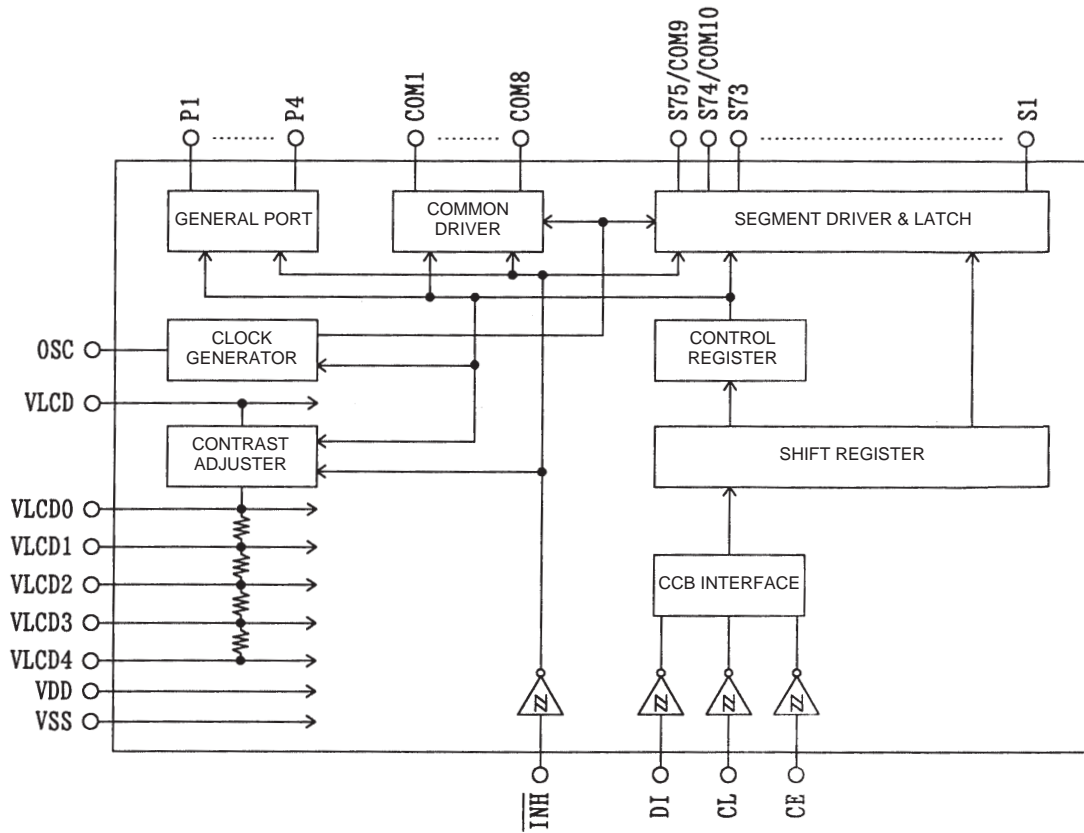 P1
P4
COM1
COM8
S75/COM9
S74/COM10
S73
S1
GENERAL PORT
COMMON
DRIVER
SEGMENT DRIVER & LATCH
OSC
CLOCK
GENERATOR
CONTROL
REGISTER
VLCD
CONTRAST
ADJUSTER
SHIFT REGISTER
VLCD0
VLCD1
VLCD2
VLCD3
VLCD4
VDD
VSS
CCB INTERFACE
INH
DI
CL
CE